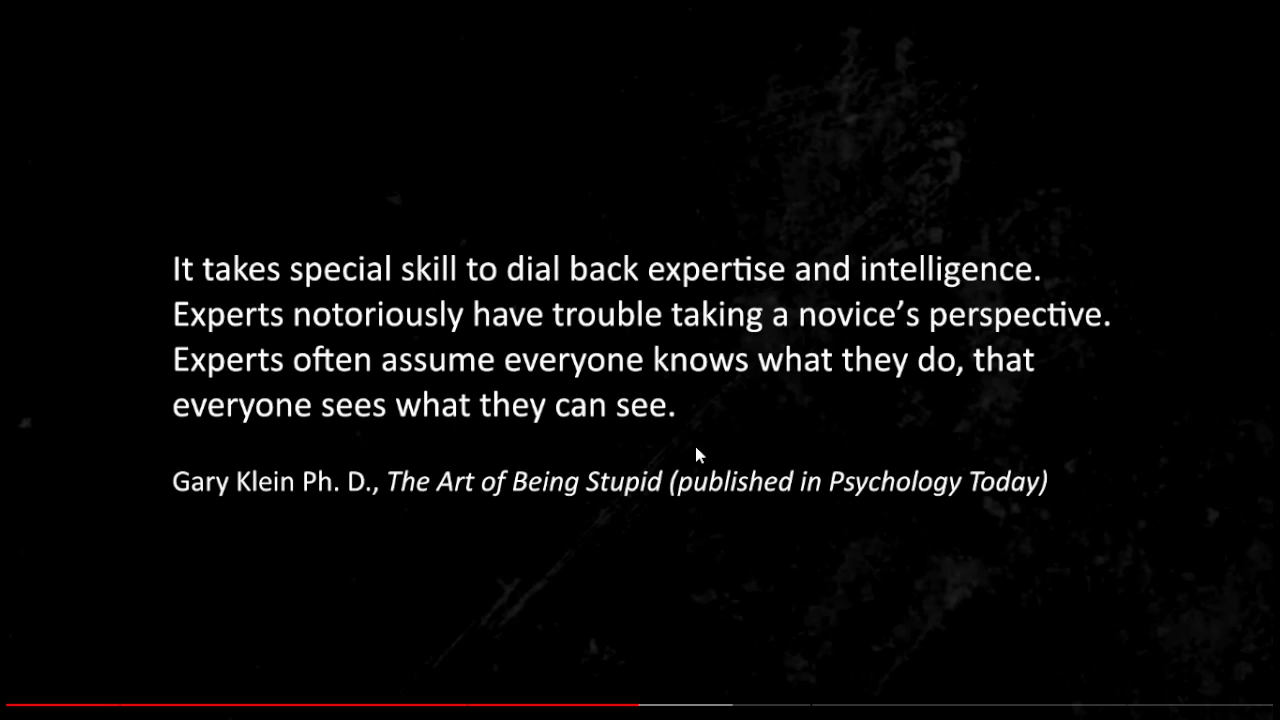 It takes special skill to dial back expertise and intelligence.
Experts notoriously have trouble taking a novice’s perspective.
Experts often assume everyone knows what they do, that
everyone sees what they can see.
Gary Klein Ph. D., The Art of Being Stupid (published in Psychology Today)